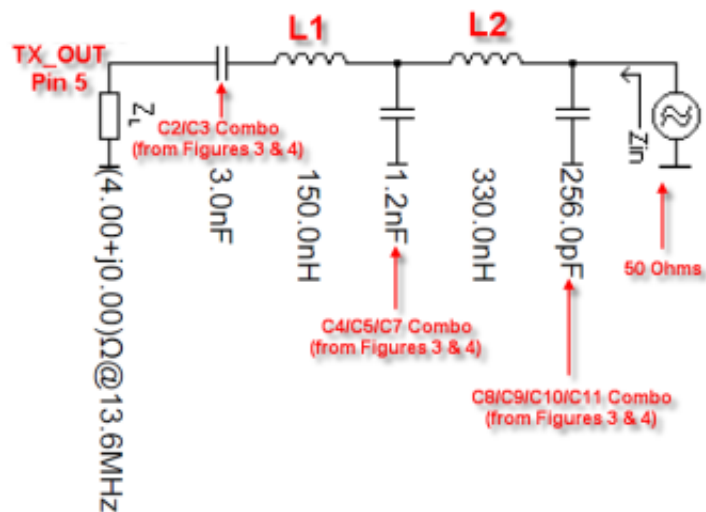 L1
L2
TX_OUT
Pin 5
ZL
C2/C3 Combo
(from Figures 3 & 4)
Zin
(4.00+j0.00)Ω@13.6MHz
3.0nF
150.0nH
1.2nF
330.0nH
256.0pF
50 Ohms
C4/C5/C7 Combo
(from Figures 3 & 4)
C8/C9/C10/C11 Combo
(from Figures 3 & 4)